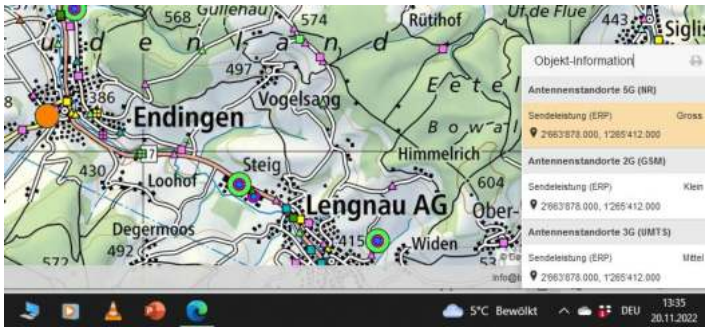 568
Gullenau
574
Rütihof
Uf.de Flue
443
Siglis
u d e n l a n d
497
E t e l
386
Endingen
Vogelsang
B o w a l
Himmelrich
7
430
Steig
Loohof
604
Lengnau AG
Ober-
Degermoos
415
Widen
492
522
53
info@
Objekt-Information
Antennenstandorte 5G (NR)
Sendeleistung (ERP) Gross
2'663'878.000, 1'265'412.000
Antennenstandorte 2G (GSM)
Sendeleistung (ERP) Klein
2'663'878.000, 1'265'412.000
Antennenstandorte 3G (UMTS)
Sendeleistung (ERP) Mittel
2'663'878.000, 1'265'412.000
5°C Bewölkt
DEU
13:35
20.11.2022